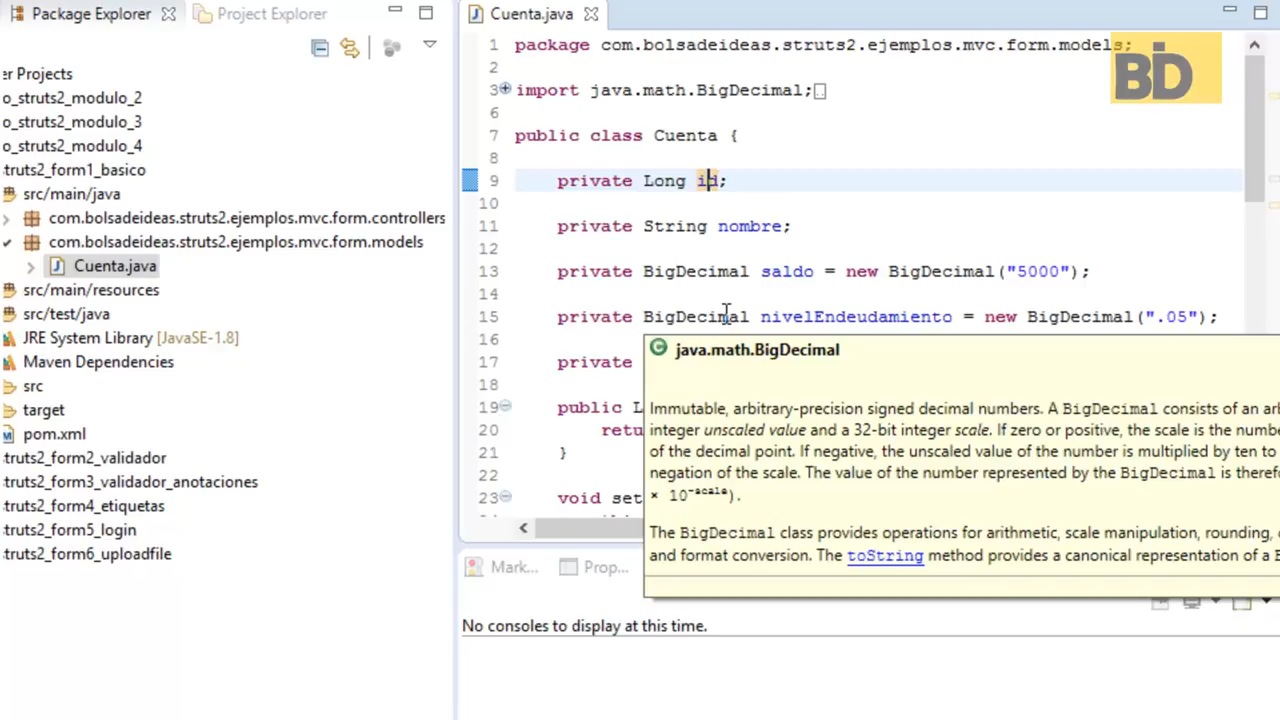 Package Explorer
Project Explorer
er Projects
o_struts2_modulo_2
o_struts2_modulo_3
o_struts2_modulo_4
truts2_form1_basico
src/main/java
com.bolsadeideas.struts2.ejemplos.mvc.form.controllers
com.bolsadeideas.struts2.ejemplos.mvc.form.models
Cuenta.java
src/main/resources
src/test/java
JRE System Library [JavaSE-1.8]
Maven Dependencies
src
target
pom.xml
truts2_form2_validador
truts2_form3_validador_anotaciones
truts2_form4_etiquetas
truts2_form5_login
truts2_form6_uploadfile
Cuenta.java
1 package com.bolsadeideas.struts2.ejemplos.mvc.form.models;
2
3 import java.math.BigDecimal;
6
7 public class Cuenta {
8
9 private Long id;
10
11 private String nombre;
12
13 private BigDecimal saldo = new BigDecimal("5000");
14
15 private BigDecimal nivelEndeudamiento = new BigDecimal(".05");
16
17 private
18
19 public L
20 retu
21 }
22
23 void set
BD
java.math.BigDecimal
Immutable, arbitrary-precision signed decimal numbers. A BigDecimal consists of an arb
integer unscaled value and a 32-bit integer scale. If zero or positive, the scale is the numbe
of the decimal point. If negative, the unscaled value of the number is multiplied by ten to
negation of the scale. The value of the number represented by the BigDecimal is theref
× 10-scale).
The BigDecimal class provides operations for arithmetic, scale manipulation, rounding, c
and format conversion. The toString method provides a canonical representation of a B
Mark...
Prop...
No consoles to display at this time.